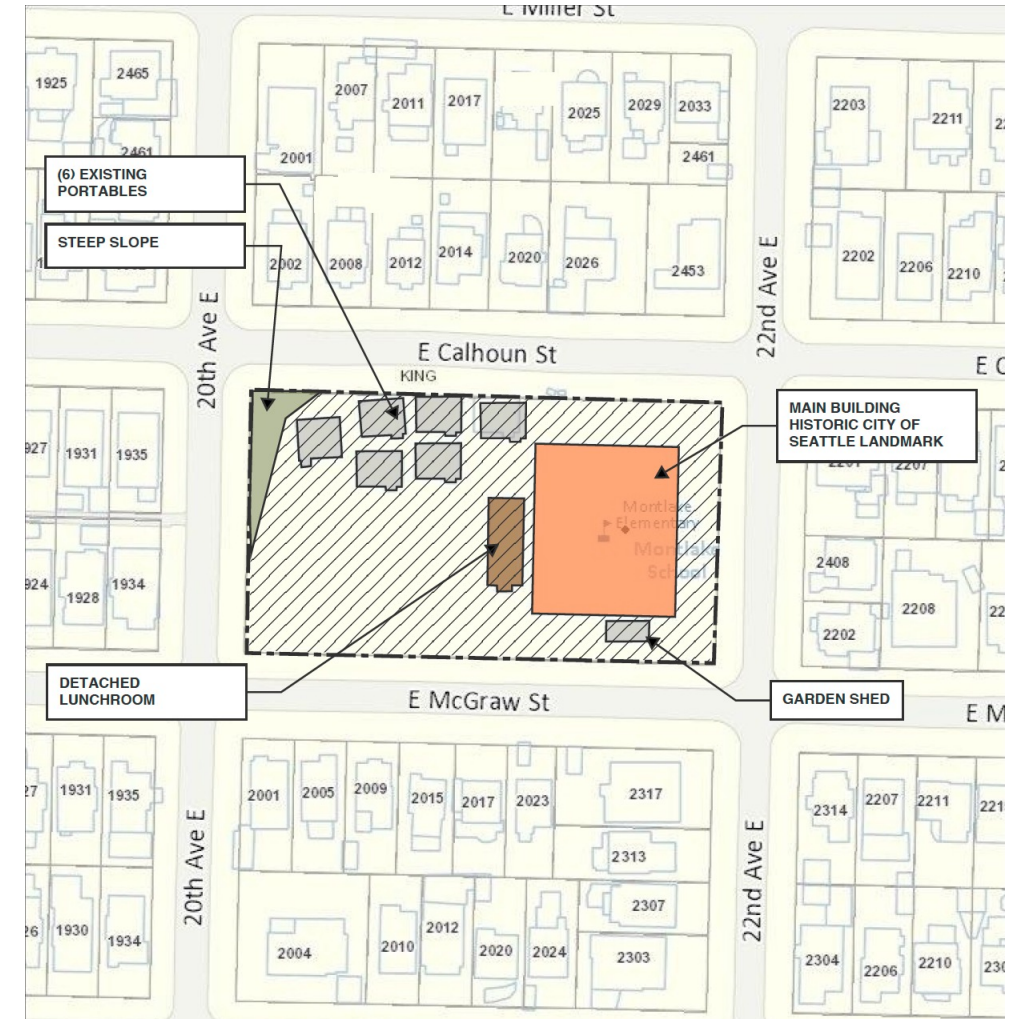 E Miller St
1925
2465
2461
2001
2007
2011
2017
2025
2029
2033
2461
2203
2211
(6) EXISTING
PORTABLES
STEEP SLOPE
2002
2008
2012
2014
2020
2026
2453
2202
2206
2210
20th Ave E
22nd Ave E
E Calhoun St
KING
MAIN BUILDING
HISTORIC CITY OF
SEATTLE LANDMARK
1931
1935
Montlake
Elementary
Montlake
School
2408
2202
2208
1928
1934
DETACHED
LUNCHROOM
GARDEN SHED
E McGraw St
1931
1935
2001
2005
2009
2015
2017
2023
2317
2313
2307
2303
2314
2207
2211
20th Ave E
22nd Ave E
1930
1934
2004
2010
2012
2020
2024
2304
2206
2210